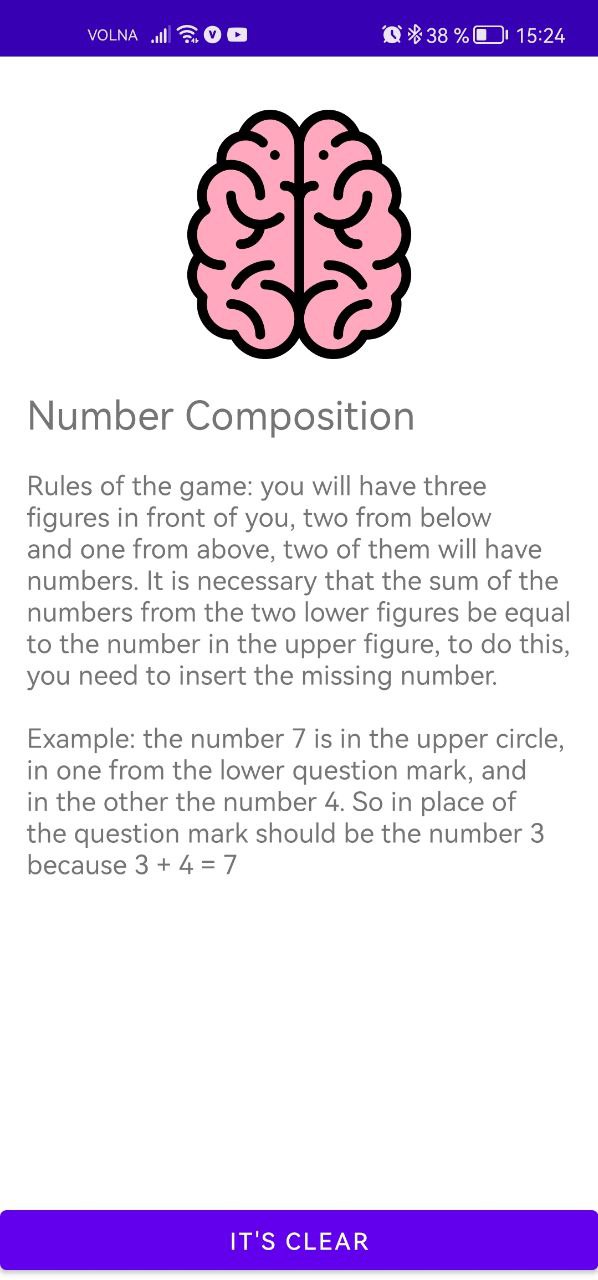 VOLNA 38 % 15:24
Number Composition
Rules of the game: you will have three
figures in front of you, two from below
and one from above, two of them will have
numbers. It is necessary that the sum of the
numbers from the two lower figures be equal
to the number in the upper figure, to do this,
you need to insert the missing number.
Example: the number 7 is in the upper circle,
in one from the lower question mark, and
in the other the number 4. So in place of
the question mark should be the number 3
because 3 + 4 = 7
IT'S CLEAR